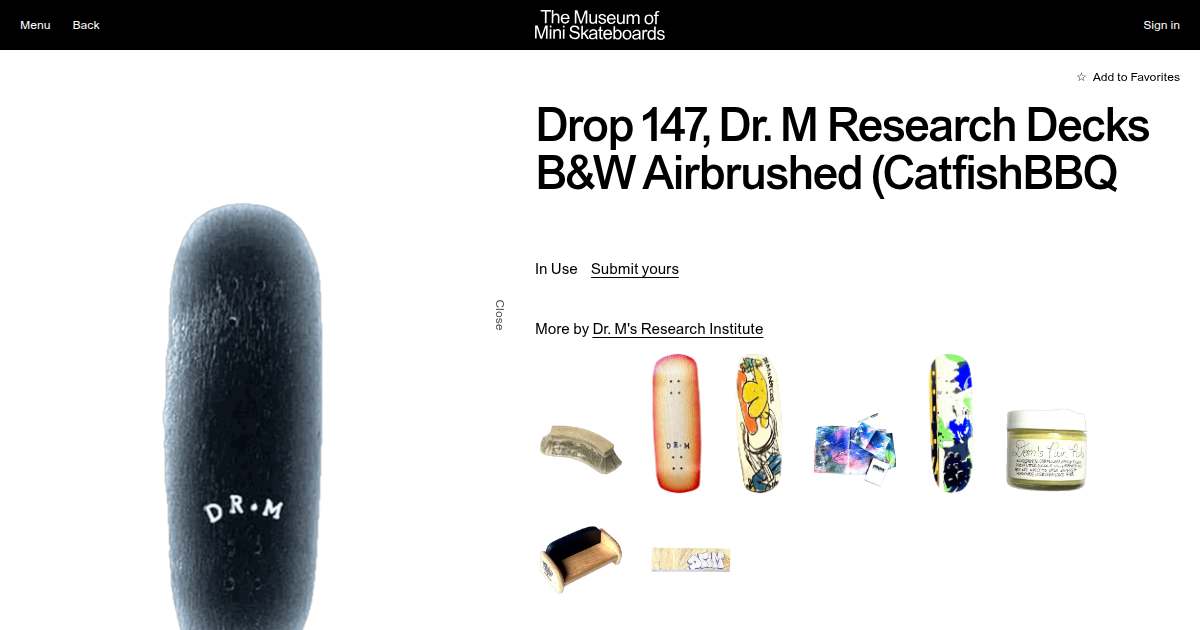 Menu
Back
The Museum of
Mini Skateboards
Sign in
☆ Add to Favorites
Drop 147, Dr. M Research Decks
B&W Airbrushed (CatfishBBQ
In Use
Submit yours
Close
More by Dr. M's Research Institute
DR•M
DR•M